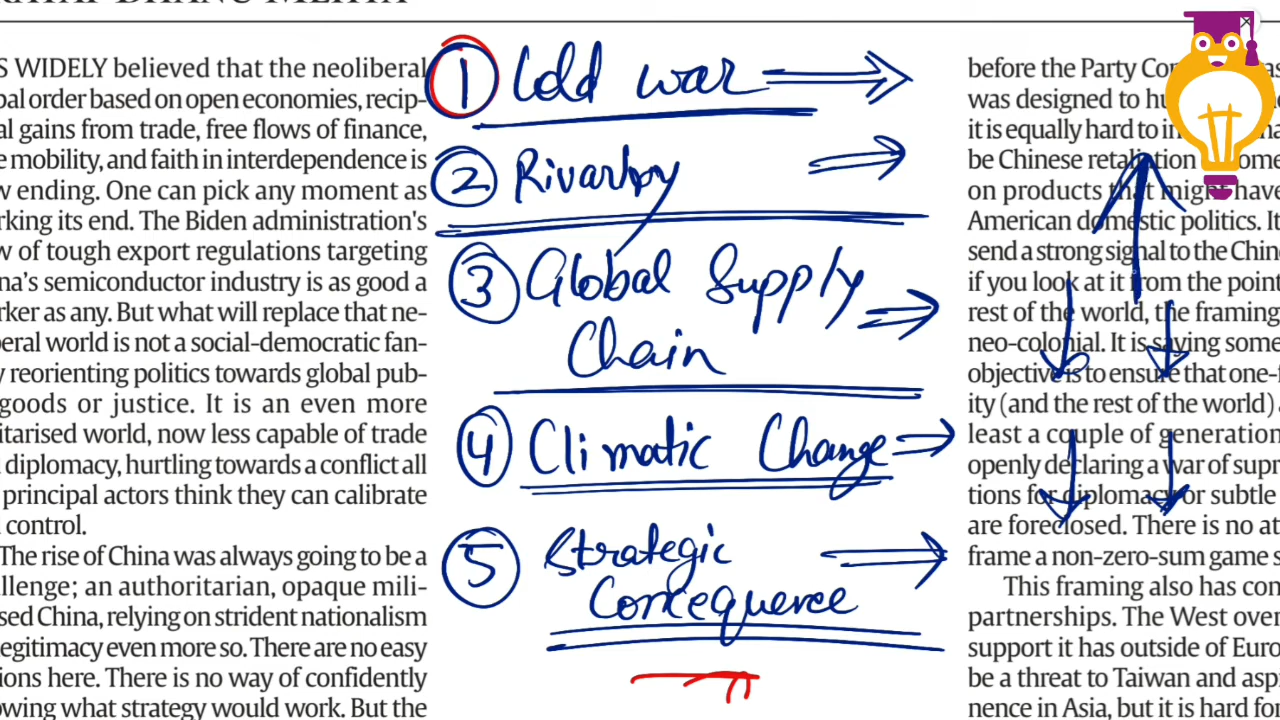 BHANU MEHTA
S WIDELY believed that the neoliberal
bal order based on open economies, recip-
al gains from trade, free flows of finance,
e mobility, and faith in interdependence is
w ending. One can pick any moment as
rking its end. The Biden administration's
w of tough export regulations targeting
na's semiconductor industry is as good a
rker as any. But what will replace that ne-
beral world is not a social-democratic fan-
y reorienting politics towards global pub-
goods or justice. It is an even more
itarised world, now less capable of trade
diplomacy, hurtling towards a conflict all
principal actors think they can calibrate
control.
The rise of China was always going to be a
llenge; an authoritarian, opaque mili-
sed China, relying on strident nationalism
legitimacy even more so. There are no easy
ions here. There is no way of confidently
owing what strategy would work. But the
1 Cold war
2 Rivarlry
3 Global Supply
Chain
4 Climatic Change
5 Strategic
Concequence
before the Party Con
was designed to hu
it is equally hard to in
be Chinese retaliation ome
on products that might have
American domestic politics. It
send a strong signal to the Chin
if you look at it from the point
rest of the world, the framing
neo-colonial. It is saying some
objective is to ensure that one-f
ity (and the rest of the world)
least a couple of generation
openly declaring a war of supr
tions for diplomacy or subtle
are foreclosed. There is no at
frame a non-zero-sum game s
This framing also has con
partnerships. The West over
support it has outside of Euro
be a threat to Taiwan and asp
nence in Asia, but it is hard for